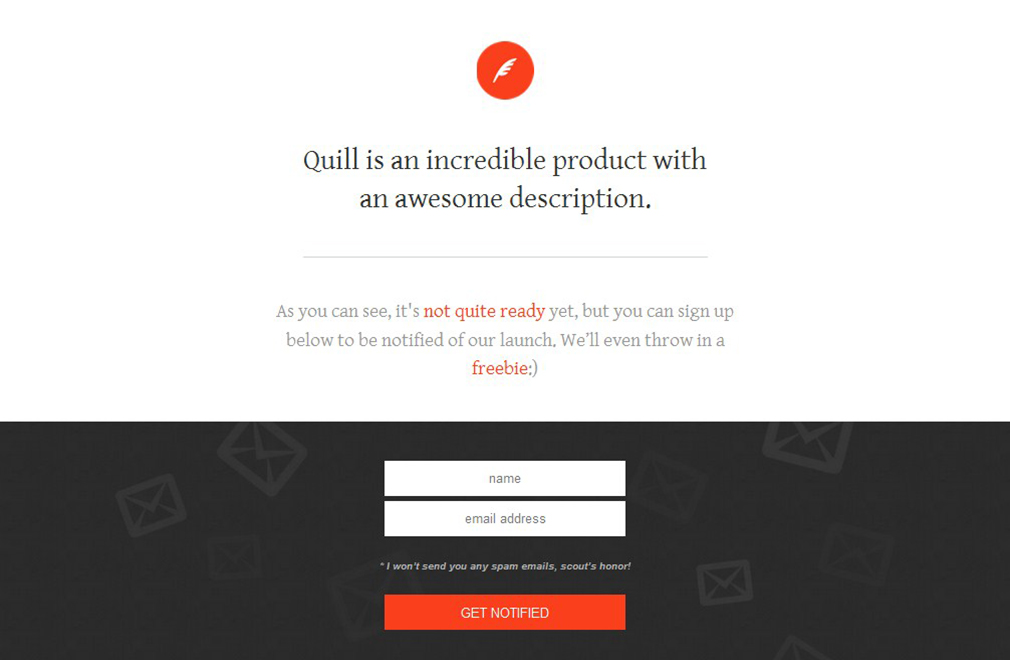 Quill is an incredible product with
an awesome description.
As you can see, it's not quite ready yet, but you can sign up
below to be notified of our launch. We’ll even throw in a
freebie:)
name
email address
* I won't send you any spam emails, scout's honor!
GET NOTIFIED